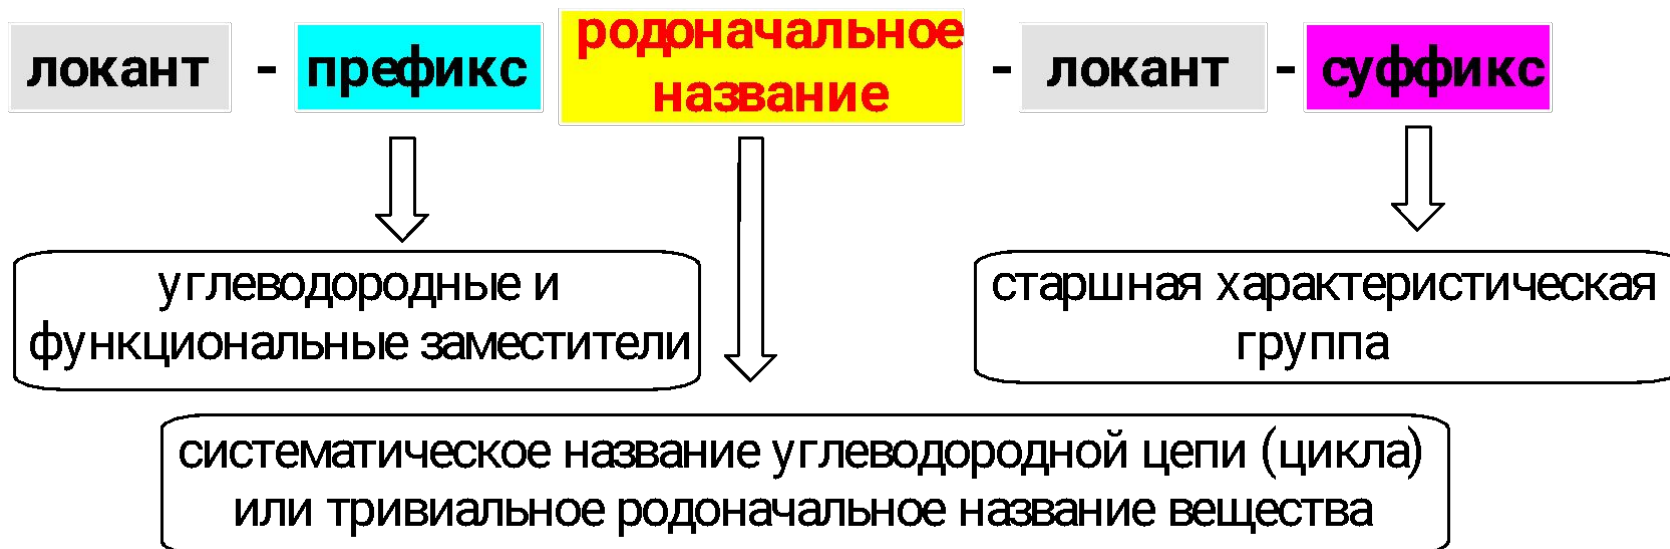 локант - префикс родоначальное название - локант - суффикс
углеводородные и
функциональные заместители
старшная характеристическая
группа
систематическое название углеводородной цепи (цикла)
или тривиальное родоначальное название вещества